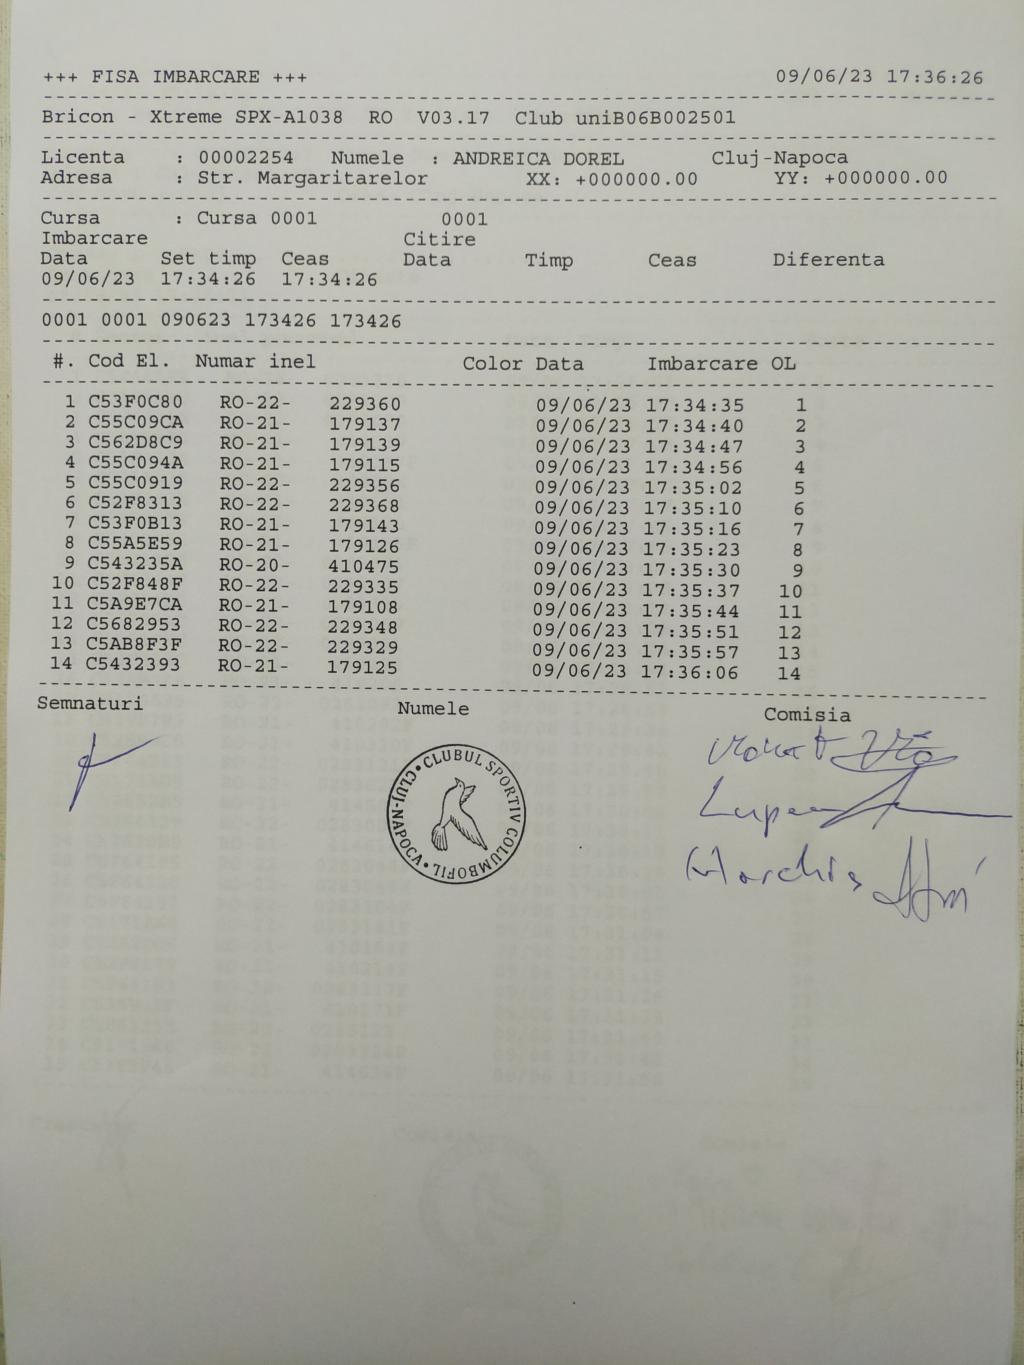 +++ FISA IMBARCARE +++ 09/06/23 17:36:26
Bricon - Xtreme SPX-A1038 RO V03.17 Club uniB06B002501
Licenta : 00002254 Numele : ANDREICA DOREL Cluj-Napoca
Adresa : Str. Margaritarelor XX: +000000.00 YY: +000000.00
Cursa : Cursa 0001 0001
Imbarcare Citire
Data Set timp Ceas Data Timp Ceas Diferenta
09/06/23 17:34:26 17:34:26
0001 0001 090623 173426 173426
#. Cod El. Numar inel Color Data Imbarcare OL
1 C53F0C80 RO-22- 229360 09/06/23 17:34:35 1
2 C55C09CA RO-21- 179137 09/06/23 17:34:40 2
3 C562D8C9 RO-21- 179139 09/06/23 17:34:47 3
4 C55C094A RO-21- 179115 09/06/23 17:34:56 4
5 C55C0919 RO-22- 229356 09/06/23 17:35:02 5
6 C52F8313 RO-22- 229368 09/06/23 17:35:10 6
7 C53F0B13 RO-21- 179143 09/06/23 17:35:16 7
8 C55A5E59 RO-21- 179126 09/06/23 17:35:23 8
9 C543235A RO-20- 410475 09/06/23 17:35:30 9
10 C52F848F RO-22- 229335 09/06/23 17:35:37 10
11 C5A9E7CA RO-21- 179108 09/06/23 17:35:44 11
12 C5682953 RO-22- 229348 09/06/23 17:35:51 12
13 C5AB8F3F RO-22- 229329 09/06/23 17:35:57 13
14 C5432393 RO-21- 179125 09/06/23 17:36:06 14
Semnaturi Numele Comisia
CLUBUL SPORTIV COLUMBOFIL • CLUJ-NAPOCA •